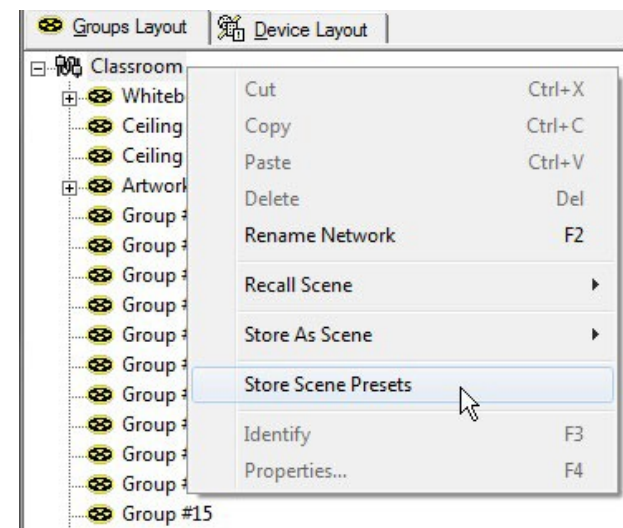 Groups Layout Device Layout
Classroom
Whiteb
Ceiling
Ceiling
Artwork
Group #
Group #
Group #
Group #
Group #
Group #
Group #
Group #
Group #
Group #
Group #15
Cut Ctrl+X
Copy Ctrl+C
Paste Ctrl+V
Delete Del
Rename Network F2
Recall Scene
Store As Scene
Store Scene Presets
Identify F3
Properties... F4